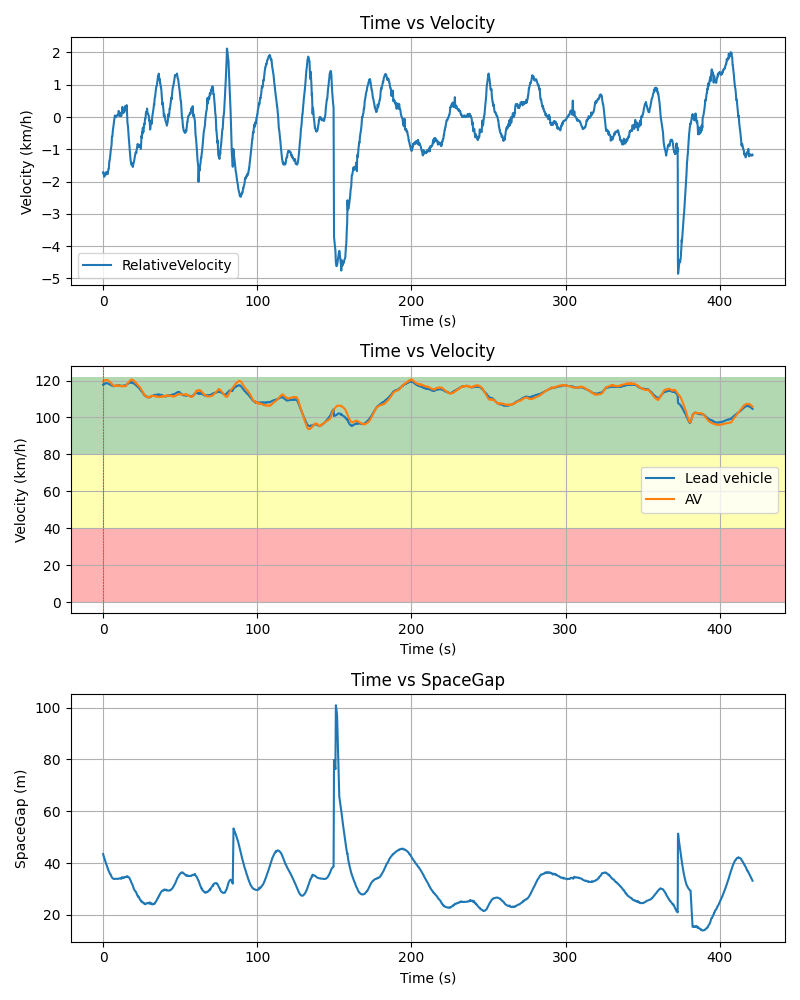 Time vs Velocity
Velocity (km/h)
2
1
0
−1
−2
−3
−4
−5
RelativeVelocity
0 100 200 300 400
Time (s)
Time vs Velocity
Velocity (km/h)
120
100
80
60
40
20
0
Lead vehicle
AV
0 100 200 300 400
Time (s)
Time vs SpaceGap
SpaceGap (m)
100
80
60
40
20
0 100 200 300 400
Time (s)